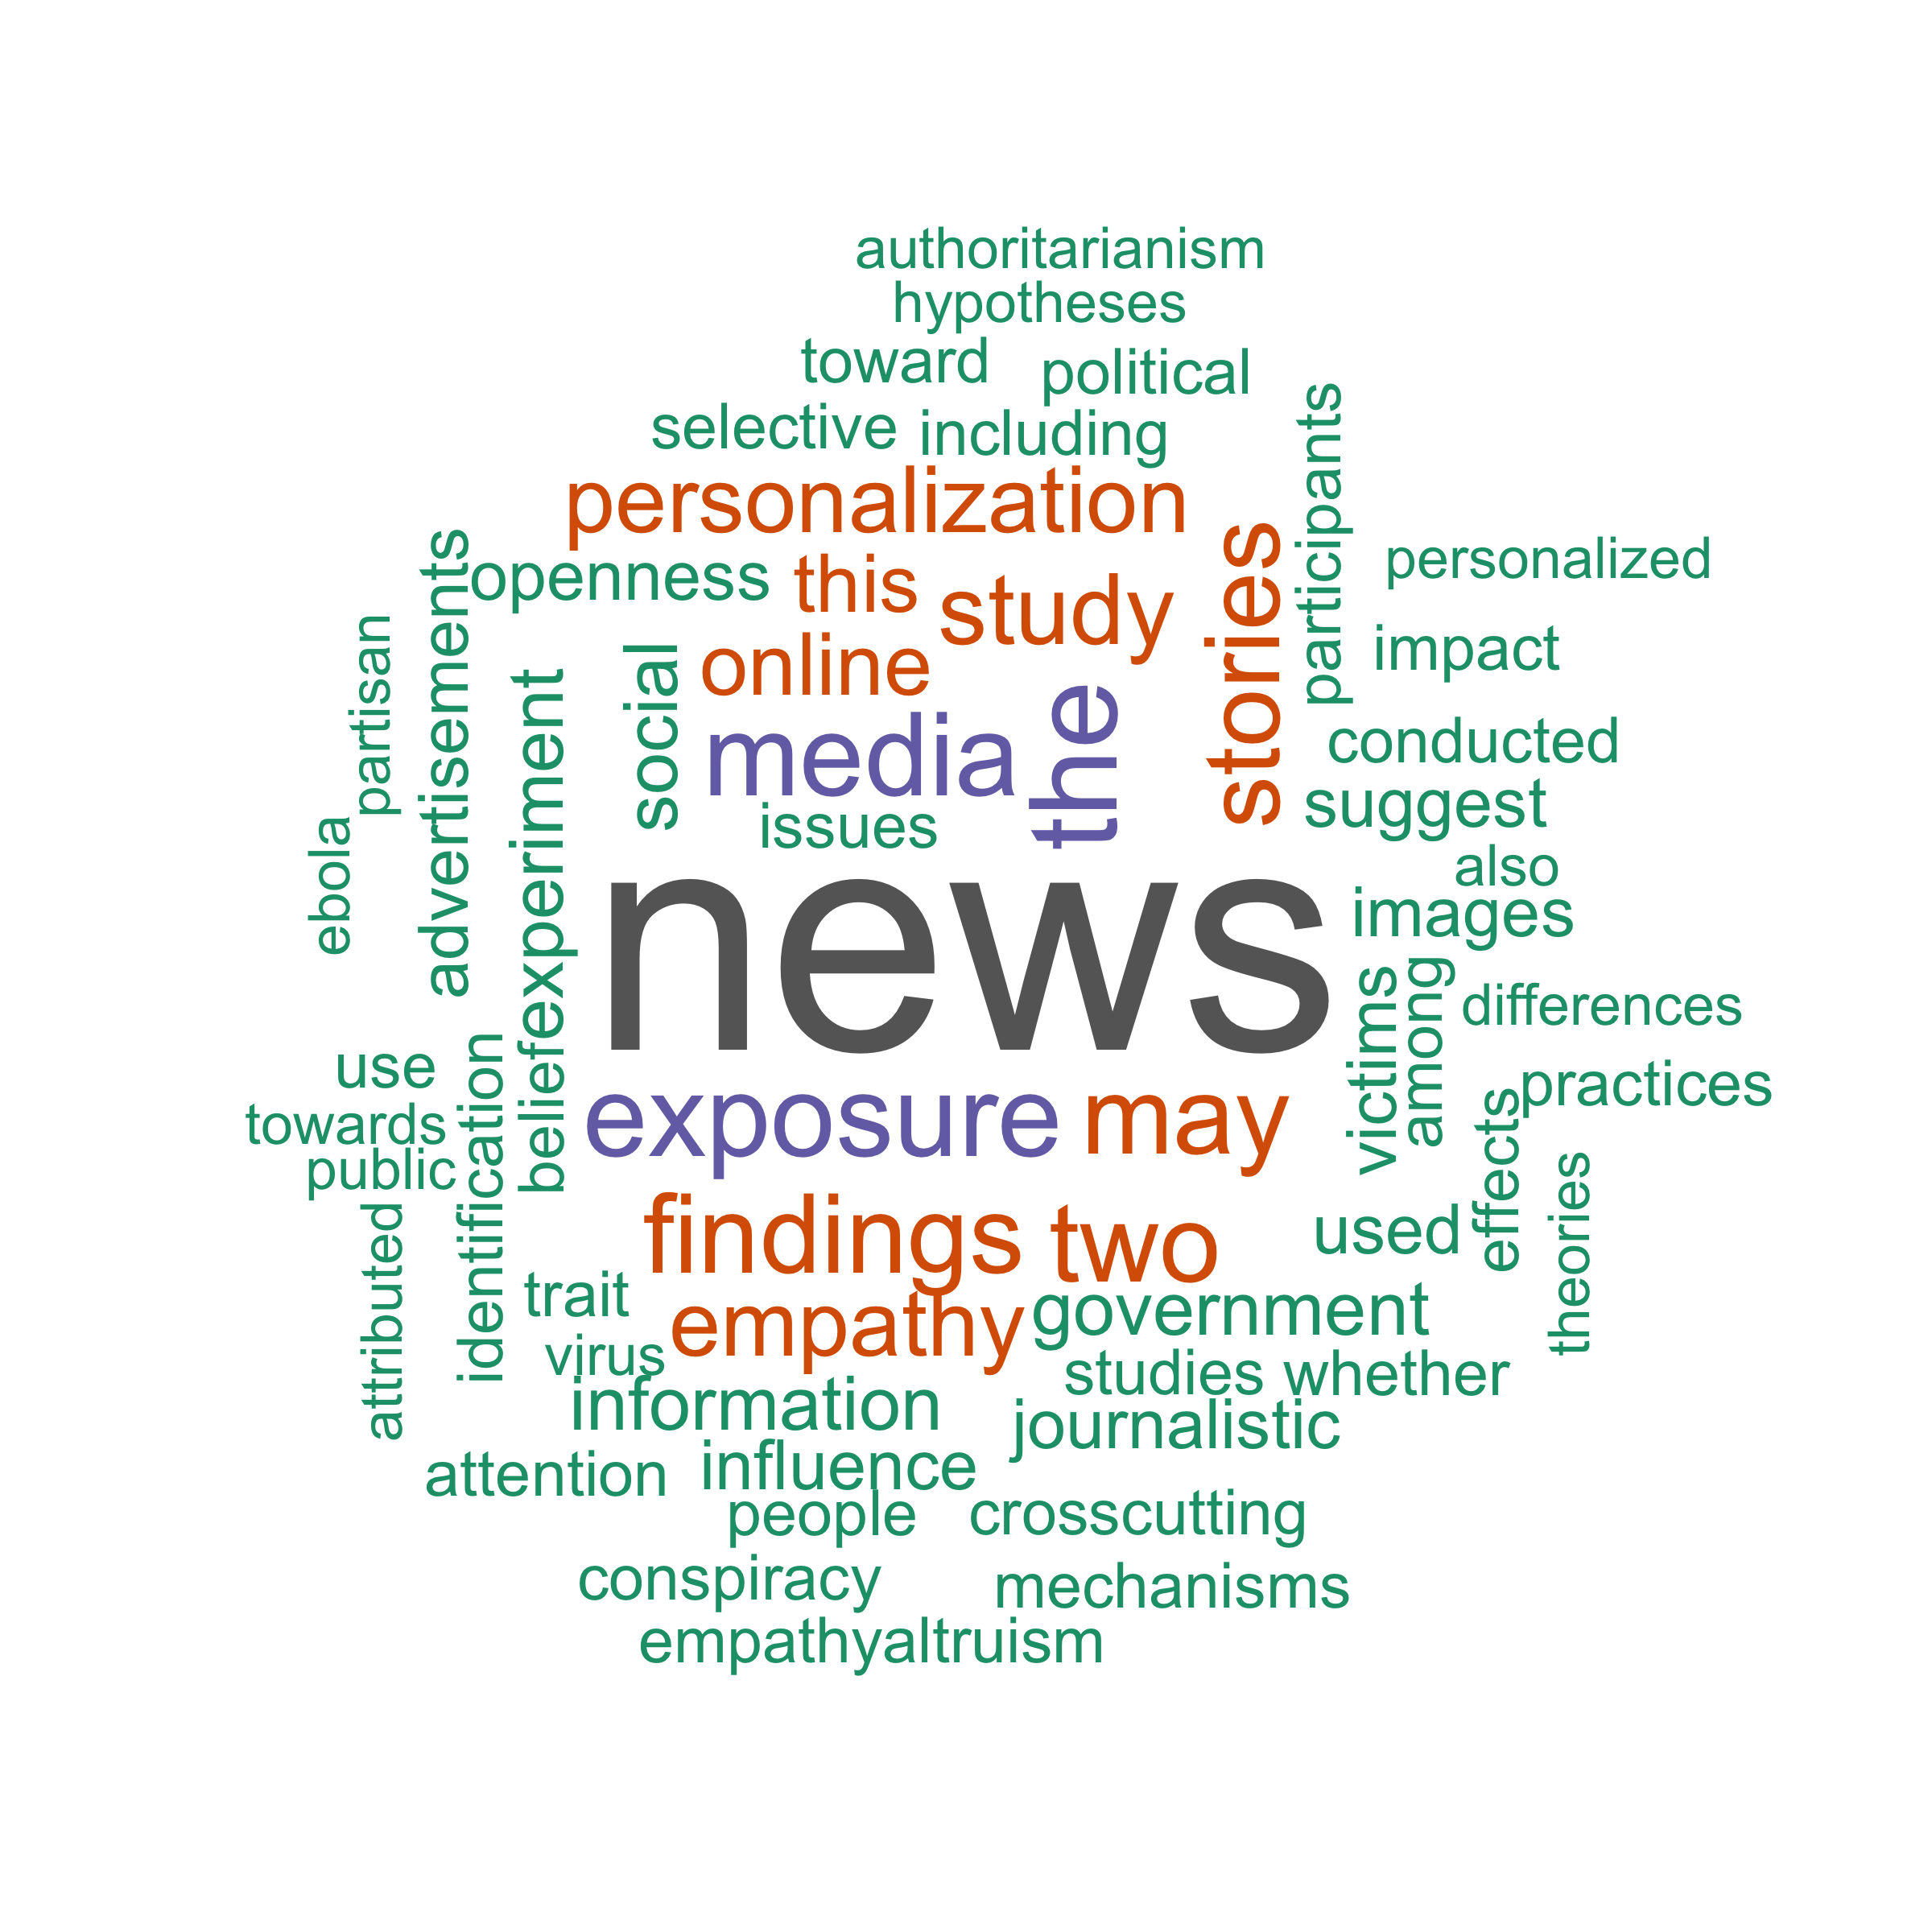 authoritarianism
hypotheses
toward
political
selective
including
participants
personalization
stories
advertisements
openness
this
study
personalized
partisan
experiment
social
online
the
impact
media
conducted
issues
suggest
ebola
news
also
images
victims
among
differences
use
identification
belief
exposure
may
effects
practices
towards
public
theories
attributed
findings
two
used
trait
empathy
government
virus
studies
whether
information
journalistic
attention
influence
people
crosscutting
conspiracy
mechanisms
empathyaltruism